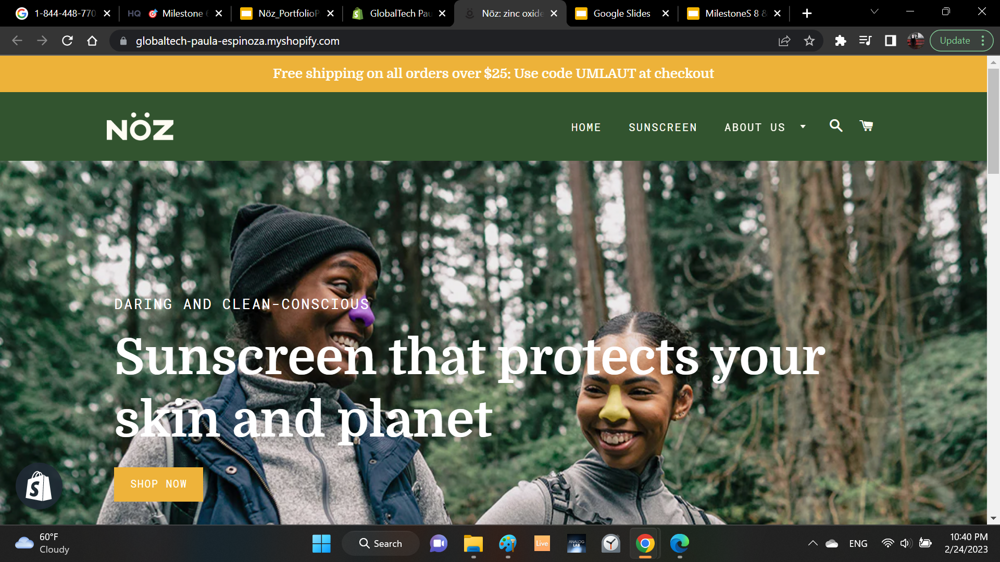 1-844-448-770
HQ
Milestone 6
Nöz_PortfolioP
GlobalTech Pau
Nöz: zinc oxide
Google Slides
MilestoneS 8 &
globaltech-paula-espinoza.myshopify.com
Update
Free shipping on all orders over $25: Use code UMLAUT at checkout
NÖZ
HOME
SUNSCREEN
ABOUT US
DARING AND CLEAN-CONSCIOUS
Sunscreen that protects your
skin and planet
SHOP NOW
60°F
Cloudy
Search
Live
ANALOG
LAB
ENG
10:40 PM
2/24/2023